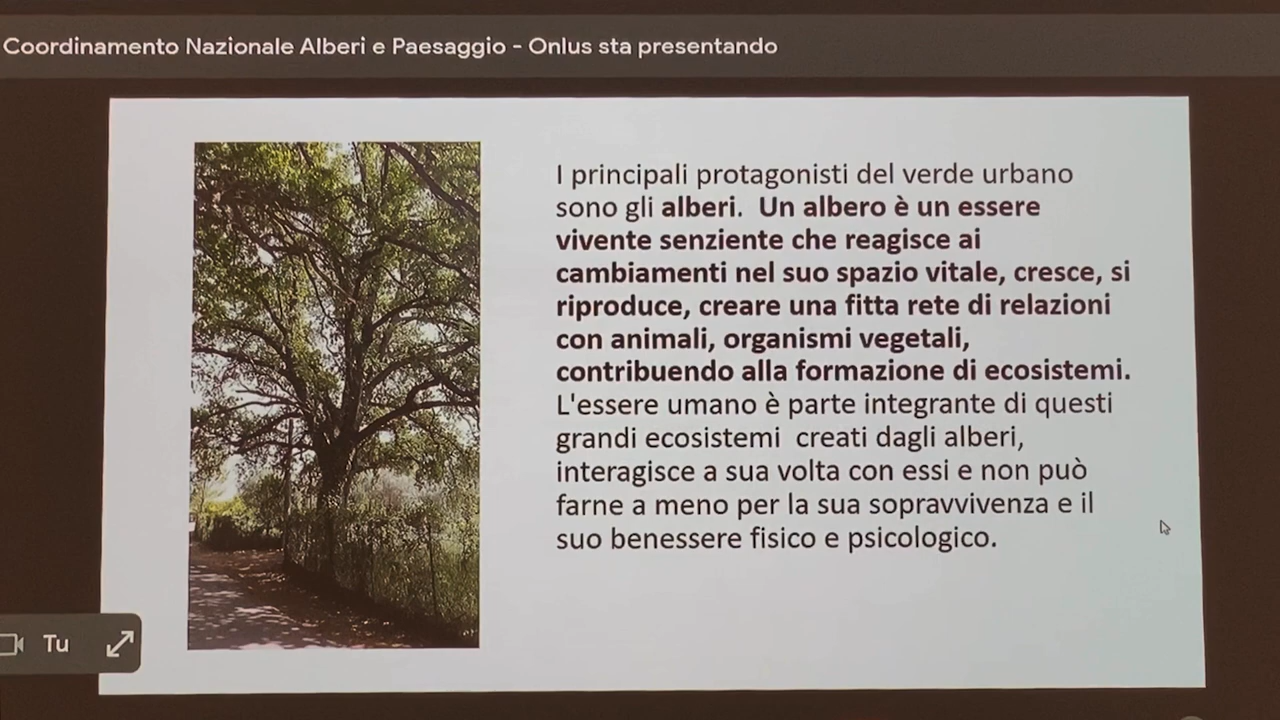 Coordinamento Nazionale Alberi e Paesaggio - Onlus sta presentando
I principali protagonisti del verde urbano
sono gli alberi.  Un albero è un essere
vivente senziente che reagisce ai
cambiamenti nel suo spazio vitale, cresce, si
riproduce, creare una fitta rete di relazioni
con animali, organismi vegetali,
contribuendo alla formazione di ecosistemi.
L'essere umano è parte integrante di questi
grandi ecosistemi  creati dagli alberi,
interagisce a sua volta con essi e non può
farne a meno per la sua sopravvivenza e il
suo benessere fisico e psicologico.
Tu